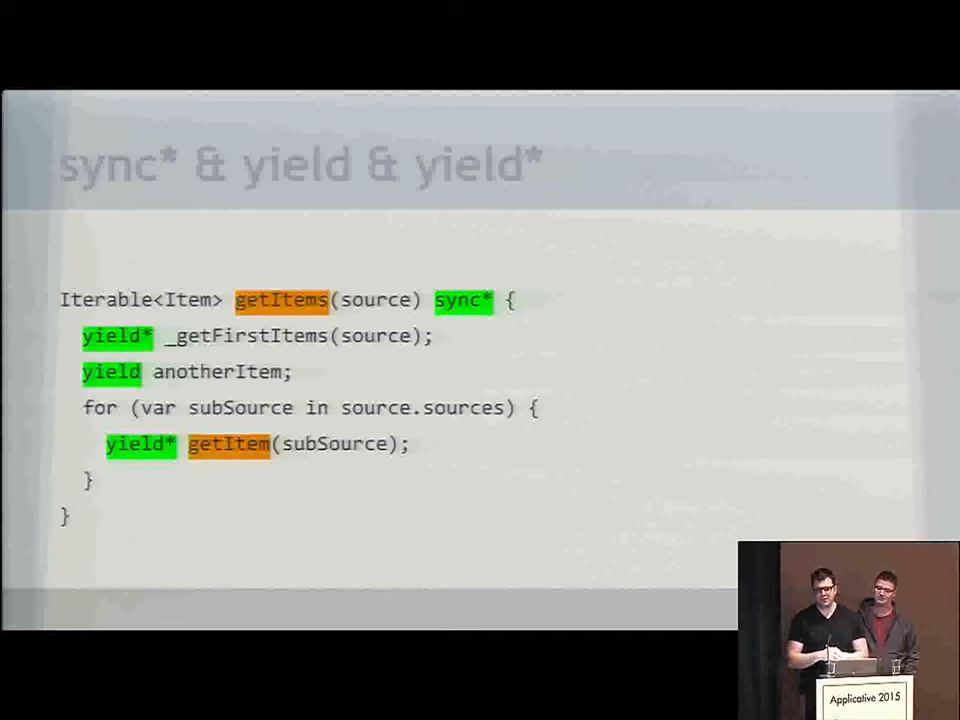 sync* & yield & yield*
Iterable<Item> getItems(source) sync* {
yield* _getFirstItems(source);
yield anotherItem;
for (var subSource in source.sources) {
yield* getItem(subSource);
}
}
Applicative 2015